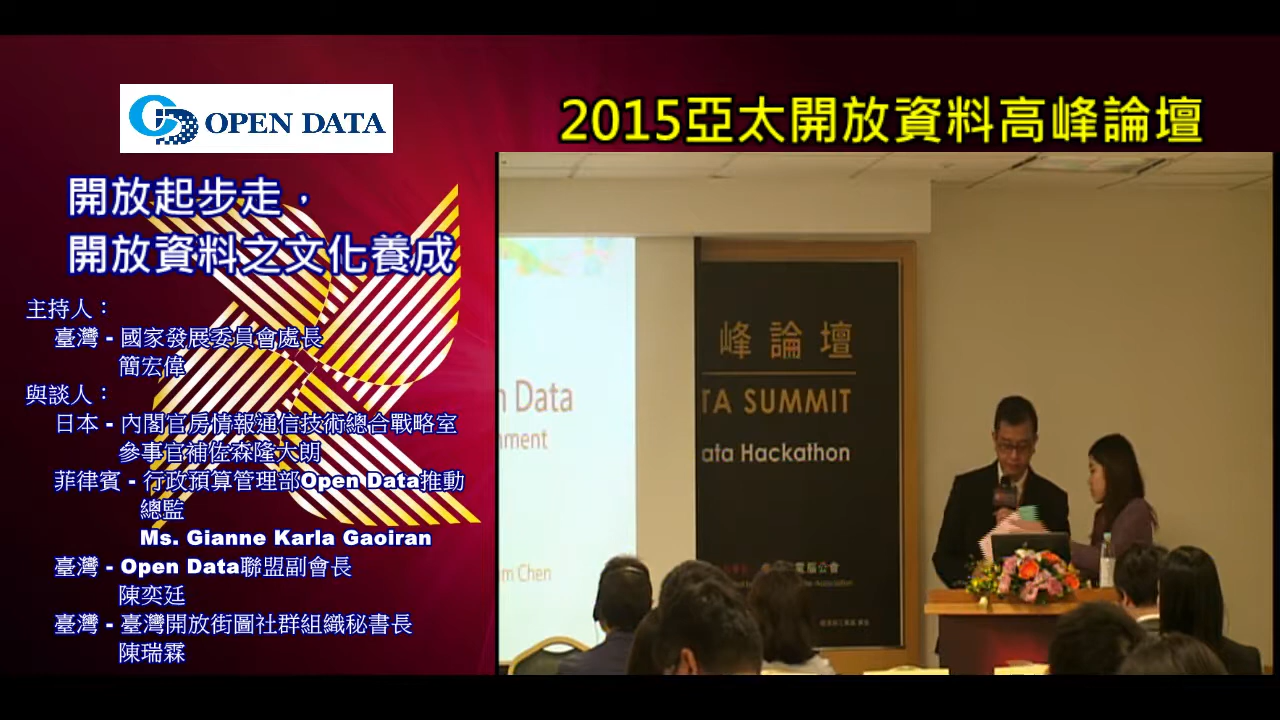 OPEN DATA
2015亞太開放資料高峰論壇
開放起步走，
開放資料之文化養成
主持人：
臺灣 - 國家發展委員會處長
簡宏偉
與談人：
日本 - 內閣官房情報通信技術總合戰略室
參事官補佐森隆大朗
菲律賓 - 行政預算管理部Open Data推動
總監
Ms. Gianne Karla Gaoiran
臺灣 - Open Data聯盟副會長
陳奕廷
臺灣 - 臺灣開放街圖社群組織秘書長
陳瑞霖
n Data
nment
m Chen
峰論壇
TA SUMMIT
ata Hackathon
電腦公會
Association